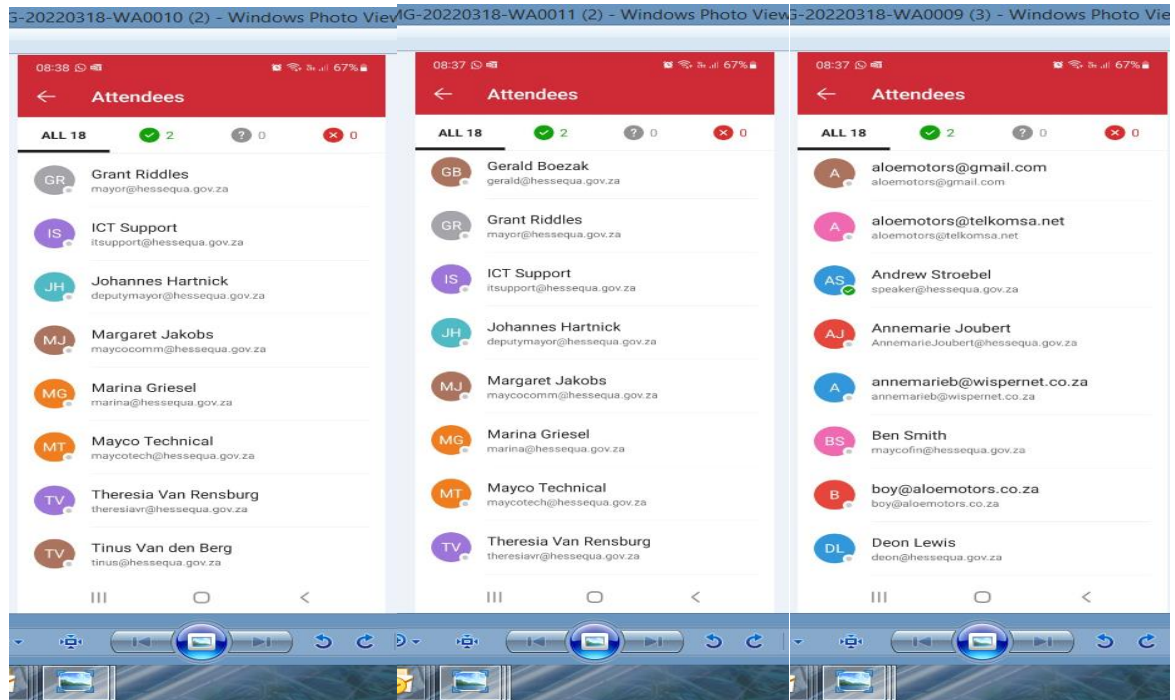 G-20220318-WA0010 (2) - Windows Photo View
08:38 67%
Attendees
ALL 18 2 ? 0 0
GR Grant Riddles
mayor@hessequa.gov.za
IS ICT Support
itsupport@hessequa.gov.za
JH Johannes Hartnick
deputymayor@hessequa.gov.za
MJ Margaret Jakobs
maycocomm@hessequa.gov.za
MG Marina Griesel
marina@hessequa.gov.za
MT Mayco Technical
maycotech@hessequa.gov.za
TV Theresia Van Rensburg
theresiavr@hessequa.gov.za
TV Tinus Van den Berg
tinus@hessequa.gov.za
MG-20220318-WA0011 (2) - Windows Photo View
08:37 67%
Attendees
ALL 18 2 ? 0 0
GB Gerald Boezak
gerald@hessequa.gov.za
GR Grant Riddles
mayor@hessequa.gov.za
IS ICT Support
itsupport@hessequa.gov.za
JH Johannes Hartnick
deputymayor@hessequa.gov.za
MJ Margaret Jakobs
maycocomm@hessequa.gov.za
MG Marina Griesel
marina@hessequa.gov.za
MT Mayco Technical
maycotech@hessequa.gov.za
TV Theresia Van Rensburg
theresiavr@hessequa.gov.za
G-20220318-WA0009 (3) - Windows Photo Vie
08:37 67%
Attendees
ALL 18 2 ? 0 0
A aloemotors@gmail.com
aloemotors@gmail.com
A aloemotors@telkomsa.net
aloemotors@telkomsa.net
AS Andrew Stroebel
speaker@hessequa.gov.za
AJ Annemarie Joubert
AnnemarieJoubert@hessequa.gov.za
A annemarieb@wispernet.co.za
annemarieb@wispernet.co.za
BS Ben Smith
maycofin@hessequa.gov.za
B boy@aloemotors.co.za
boy@aloemotors.co.za
DL Deon Lewis
deon@hessequa.gov.za